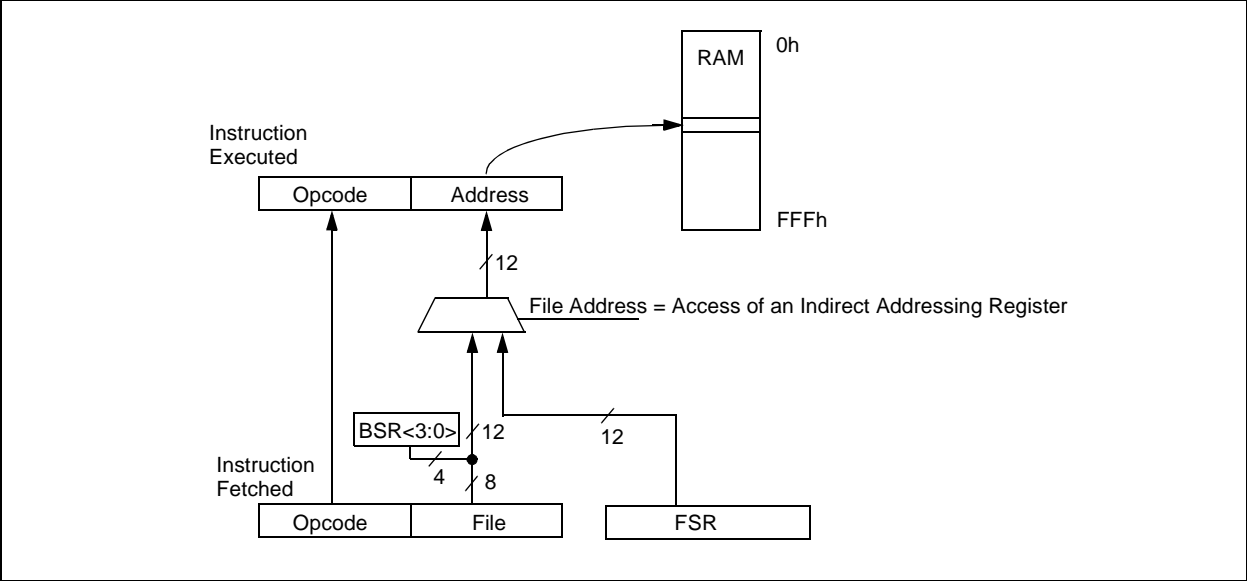 0h
RAM
Instruction
Executed
Opcode
Address
FFFh
12
File Address = Access of an Indirect Addressing Register
BSR<3:0>
12
12
4
Instruction
Fetched
8
Opcode
File
FSR